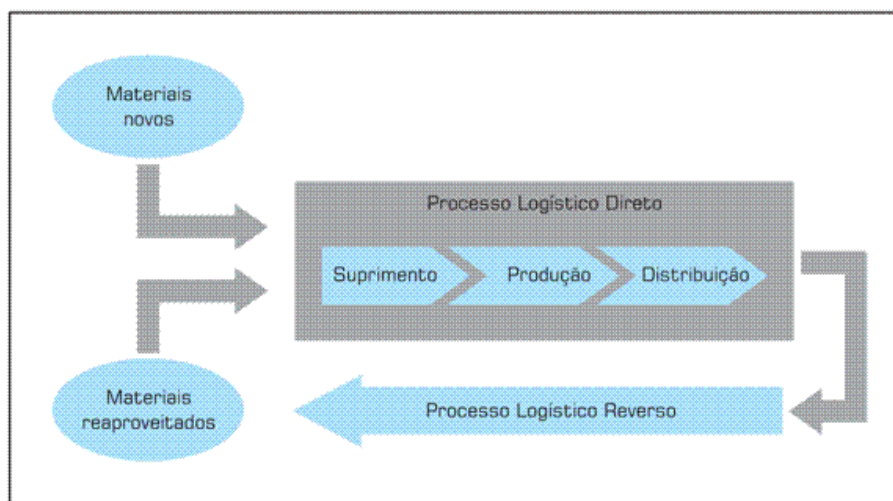 Materiais
novos
Processo Logístico Direto
Suprimento
Produção
Distribuição
Materiais
reaproveitados
Processo Logístico Reverso